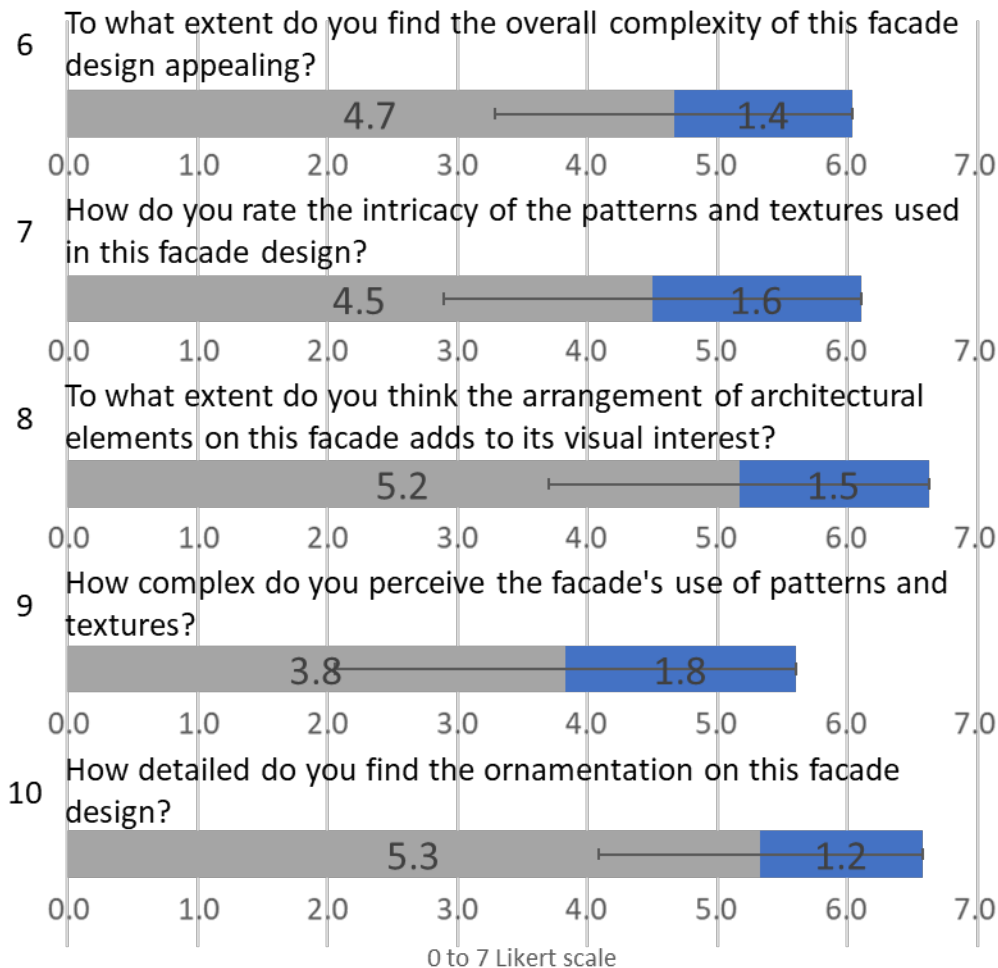 6
To what extent do you find the overall complexity of this facade
design appealing?
4.7 1.4
0.0 1.0 2.0 3.0 4.0 5.0 6.0 7.0
7
How do you rate the intricacy of the patterns and textures used
in this facade design?
4.5 1.6
0.0 1.0 2.0 3.0 4.0 5.0 6.0 7.0
8
To what extent do you think the arrangement of architectural
elements on this facade adds to its visual interest?
5.2 1.5
0.0 1.0 2.0 3.0 4.0 5.0 6.0 7.0
9
How complex do you perceive the facade's use of patterns and
textures?
3.8 1.8
0.0 1.0 2.0 3.0 4.0 5.0 6.0 7.0
10
How detailed do you find the ornamentation on this facade
design?
5.3 1.2
0.0 1.0 2.0 3.0 4.0 5.0 6.0 7.0
0 to 7 Likert scale